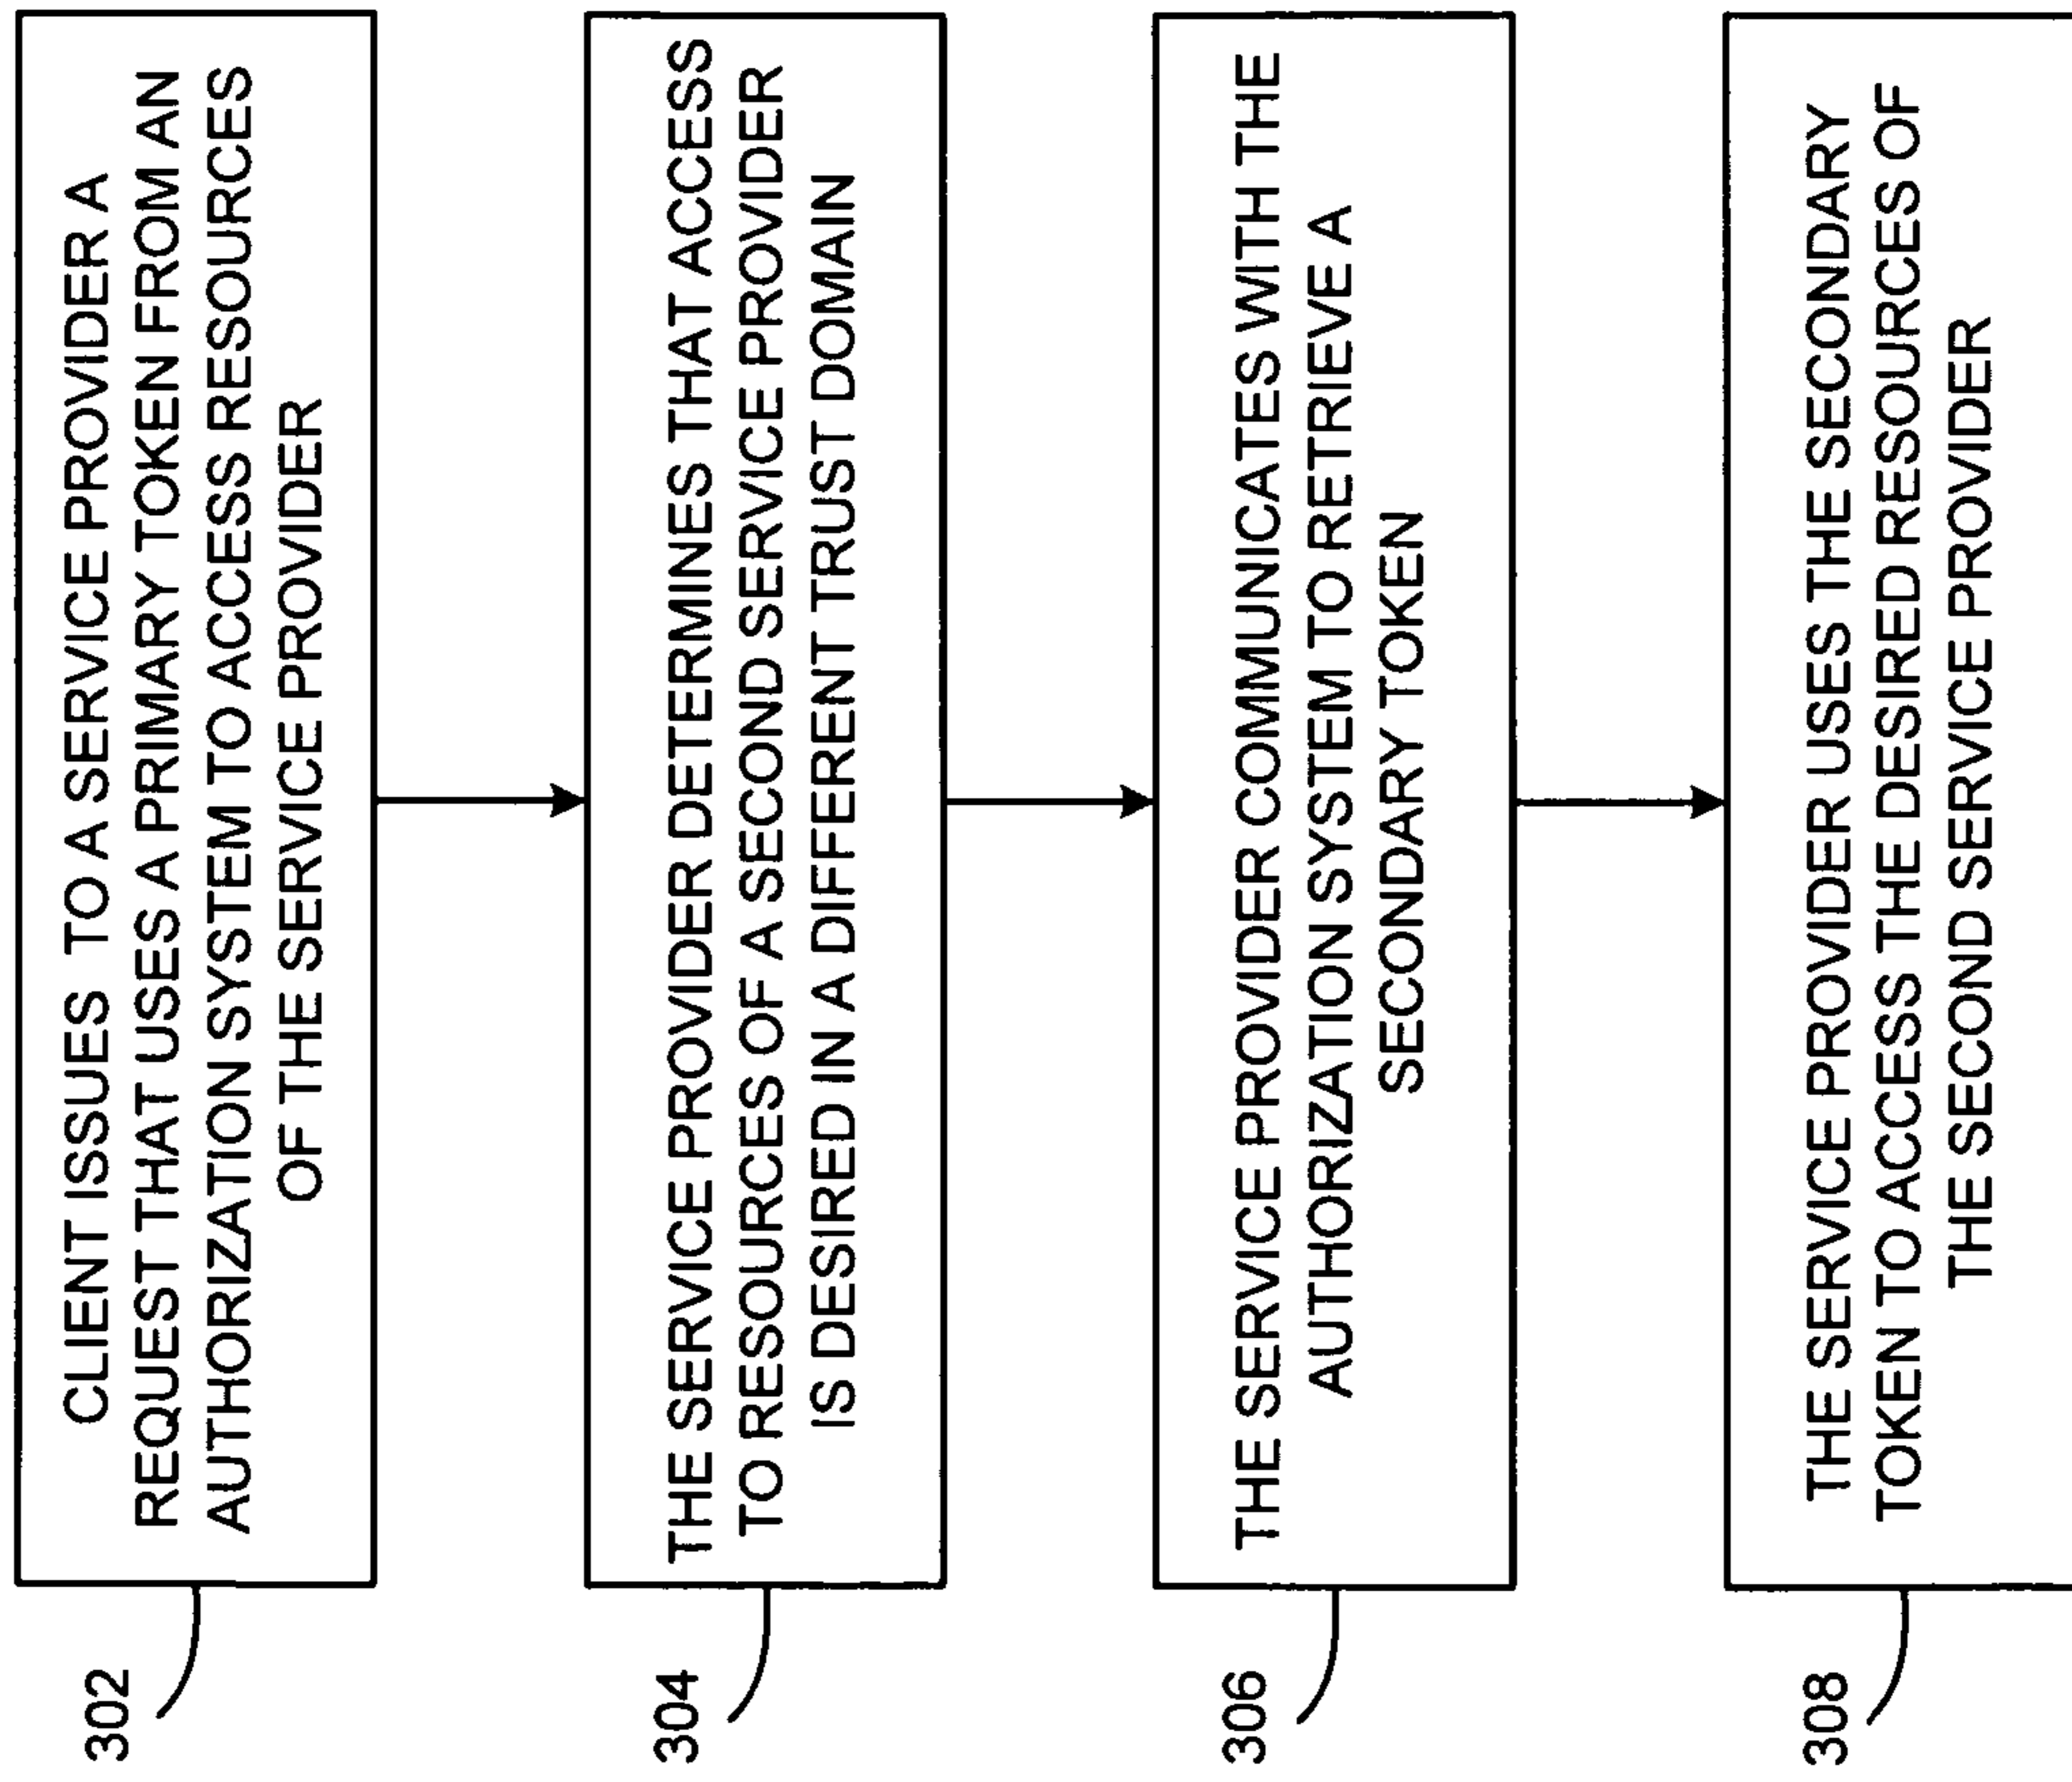 302
CLIENT ISSUES TO A SERVICE PROVIDER A
REQUEST THAT USES A PRIMARY TOKEN FROM AN
AUTHORIZATION SYSTEM TO ACCESS RESOURCES
OF THE SERVICE PROVIDER
304
THE SERVICE PROVIDER DETERMINES THAT ACCESS
TO RESOURCES OF A SECOND SERVICE PROVIDER
IS DESIRED IN A DIFFERENT TRUST DOMAIN
306
THE SERVICE PROVIDER COMMUNICATES WITH THE
AUTHORIZATION SYSTEM TO RETRIEVE A
SECONDARY TOKEN
308
THE SERVICE PROVIDER USES THE SECONDARY
TOKEN TO ACCESS THE DESIRED RESOURCES OF
THE SECOND SERVICE PROVIDER